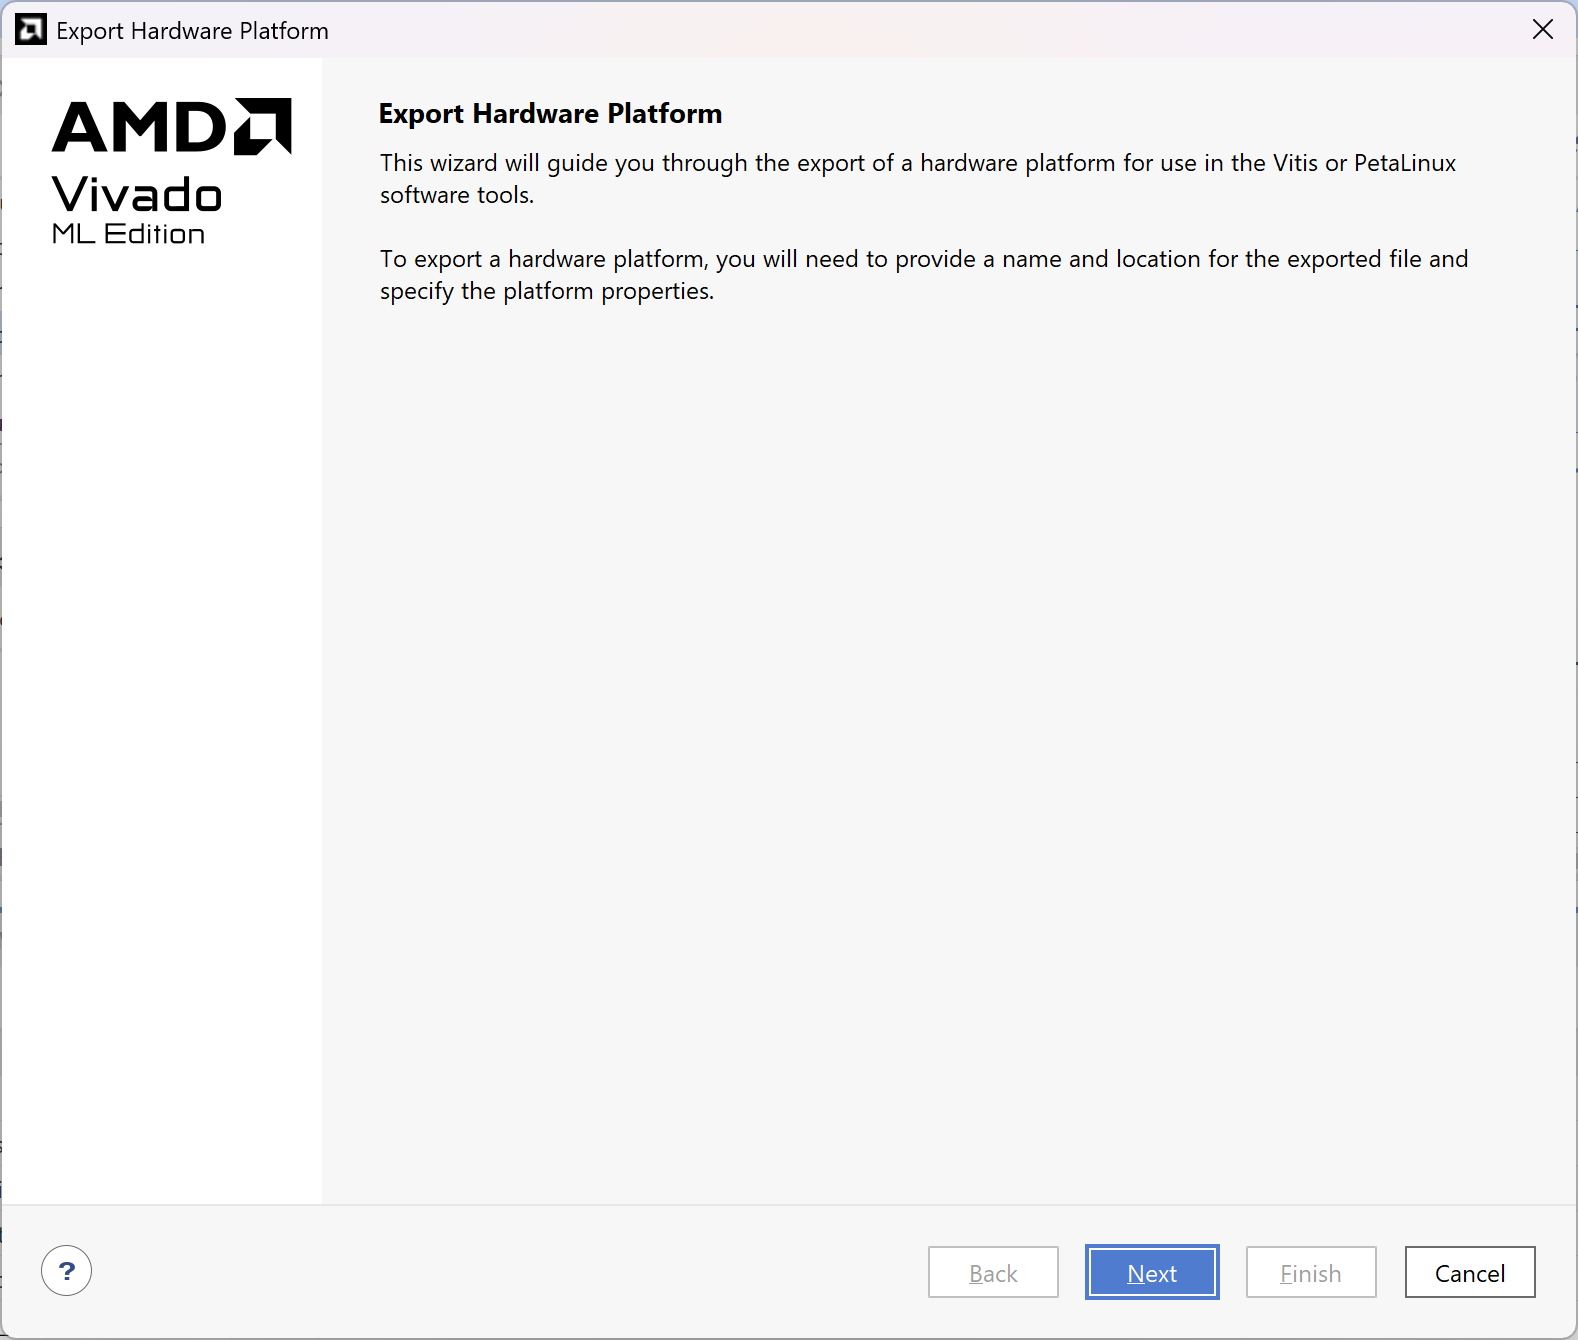 Export Hardware Platform
AMD
Vivado
ML Edition
Export Hardware Platform
This wizard will guide you through the export of a hardware platform for use in the Vitis or PetaLinux
software tools.
To export a hardware platform, you will need to provide a name and location for the exported file and
specify the platform properties.
?
Back
Next
Finish
Cancel